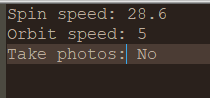 Spin speed: 28.6
Orbit speed: 5
Take photos: No